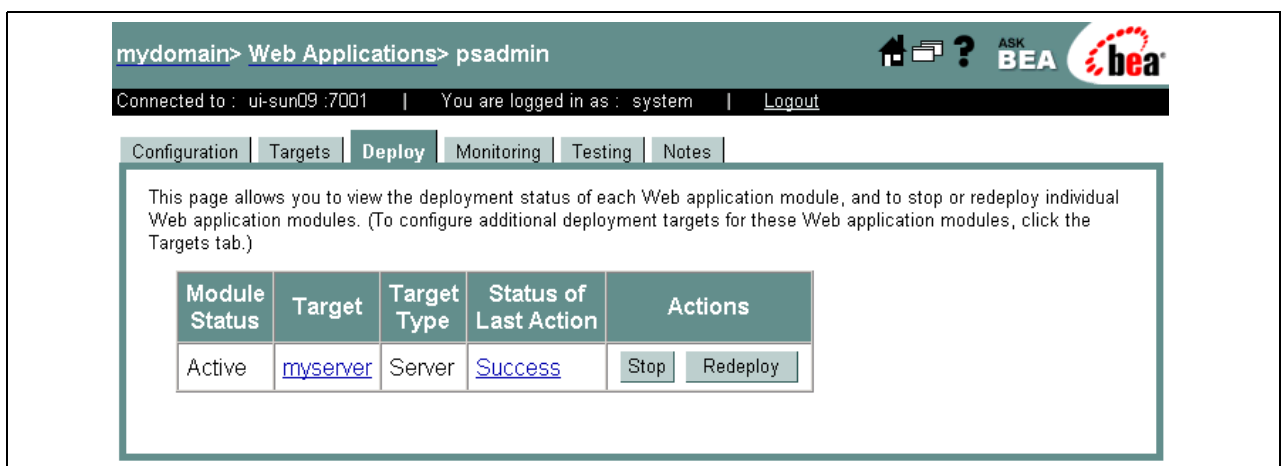 mydomain> Web Applications> psadmin
? ASK BEA bea
Connected to : ui-sun09 :7001 | You are logged in as : system | Logout
Configuration Targets Deploy Monitoring Testing Notes
This page allows you to view the deployment status of each Web application module, and to stop or redeploy individual
Web application modules. (To configure additional deployment targets for these Web application modules, click the
Targets tab.)
Module Status Target Target Type Status of Last Action Actions
Active myserver Server Success Stop Redeploy